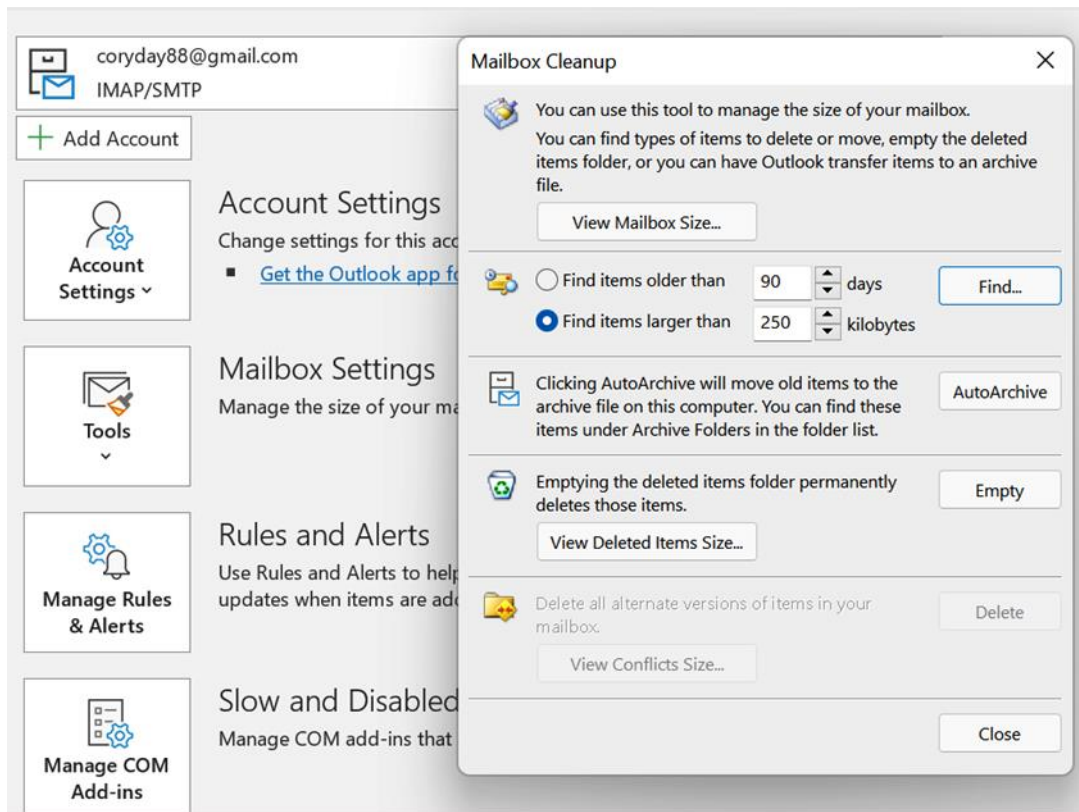 coryday88@gmail.com
IMAP/SMTP
Add Account
Account
Settings
Account Settings
Change settings for this acc
Get the Outlook app fo
Tools
Mailbox Settings
Manage the size of your ma
Manage Rules
& Alerts
Rules and Alerts
Use Rules and Alerts to help
updates when items are add
Manage COM
Add-ins
Slow and Disabled
Manage COM add-ins that
Mailbox Cleanup
You can use this tool to manage the size of your mailbox.
You can find types of items to delete or move, empty the deleted
items folder, or you can have Outlook transfer items to an archive
file.
View Mailbox Size...
Find items older than 90 days
Find...
Find items larger than 250 kilobytes
Clicking AutoArchive will move old items to the
archive file on this computer. You can find these
items under Archive Folders in the folder list.
AutoArchive
Emptying the deleted items folder permanently
deletes those items.
Empty
View Deleted Items Size...
Delete all alternate versions of items in your
mailbox.
Delete
View Conflicts Size...
Close